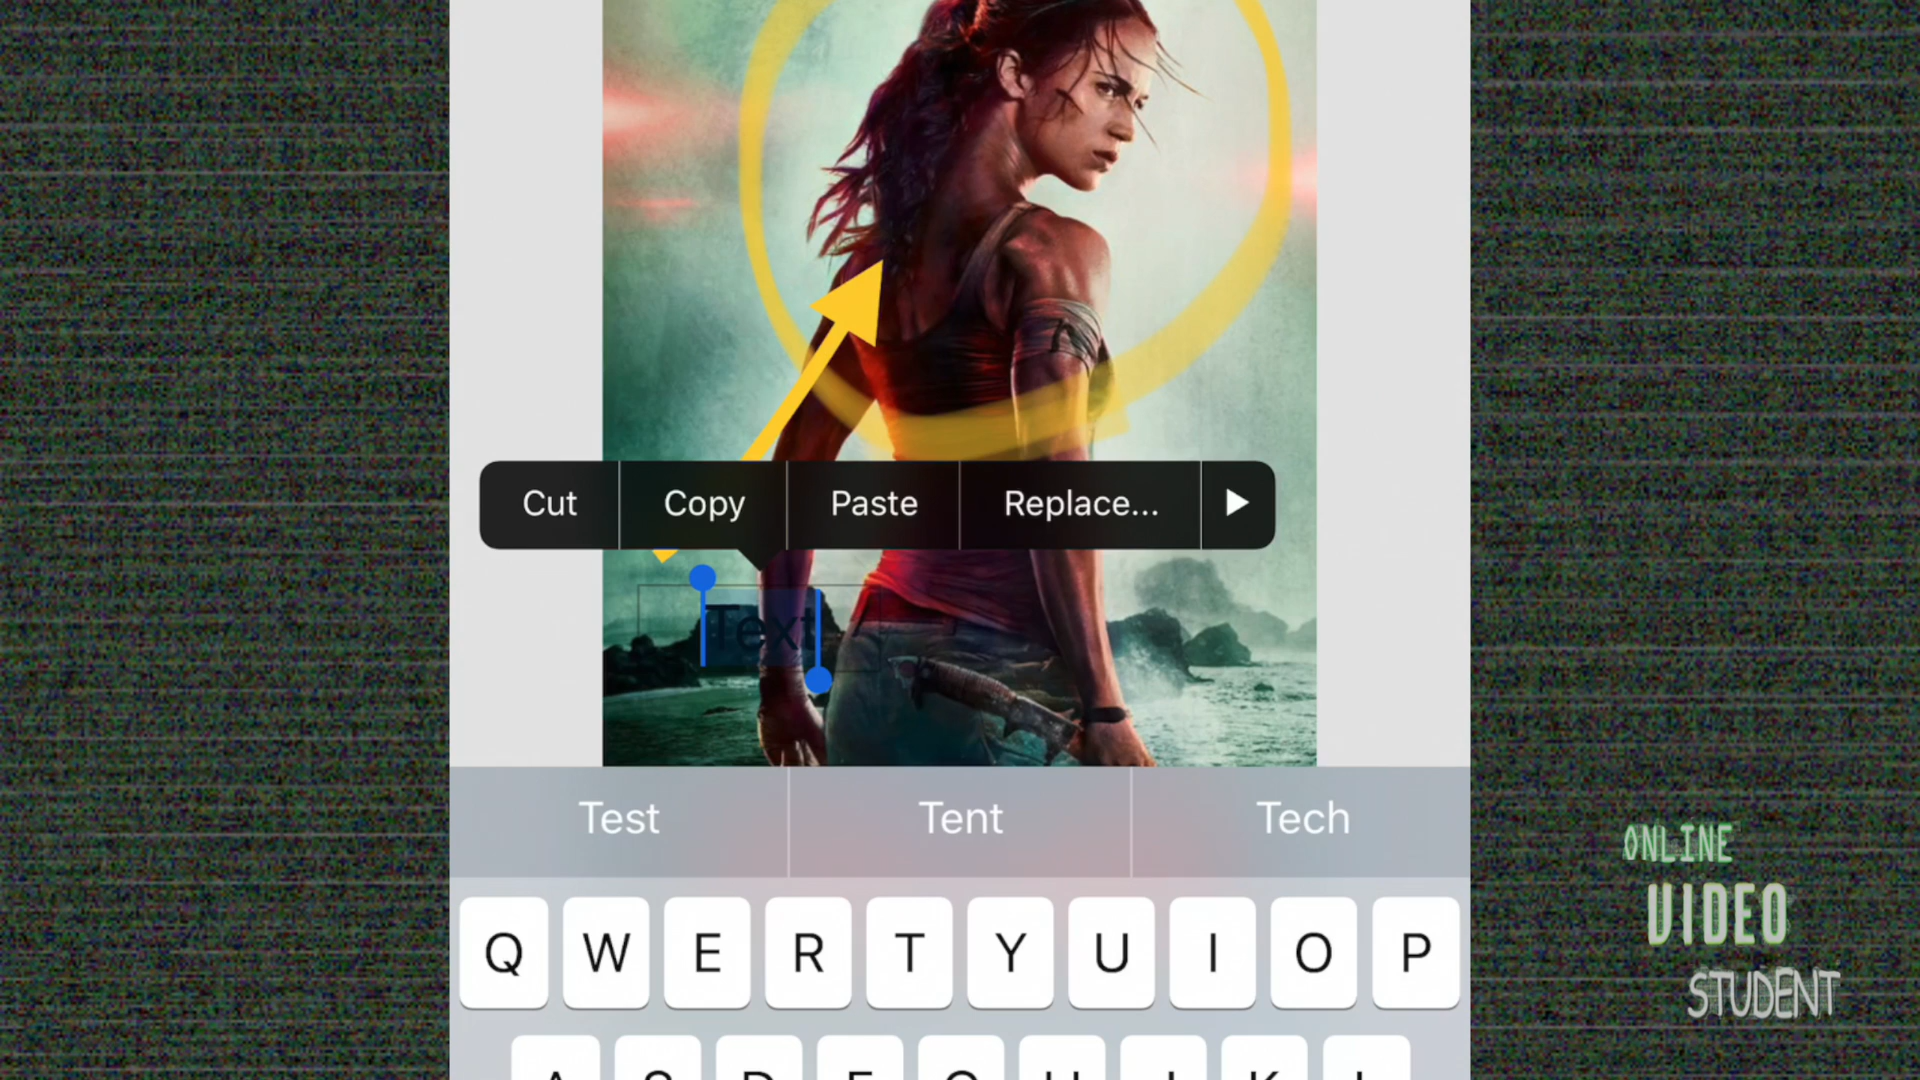 Cut Copy Paste Replace...
Text
Test Tent Tech
Q W E R T Y U I O P
ONLINE
VIDEO
STUDENT